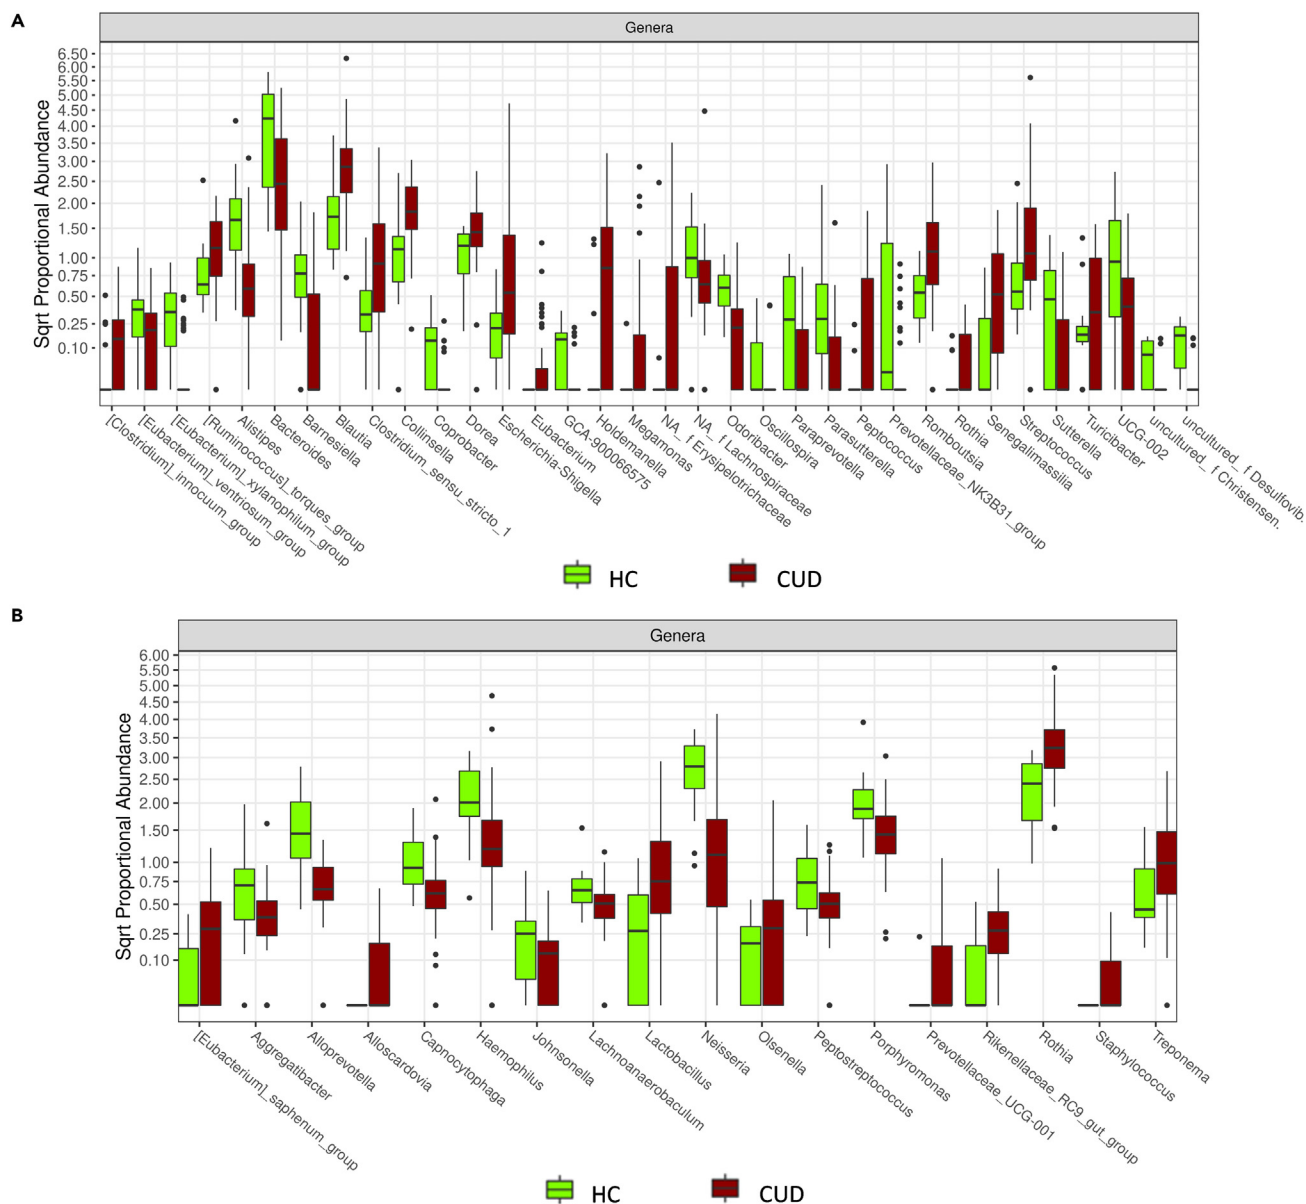 A
Genera
Sqrt Proportional Abundance
6.50
6.00
5.50
5.00
4.50
4.00
3.50
3.00
2.50
2.00
1.50
1.00
0.75
0.50
0.25
0.10
[Clostridium]_innocuum_group
[Eubacterium]_ventriosum_group
[Eubacterium]_xylanophilum_group
[Ruminococcus]_torques_group
Alistipes
Bacteroides
Barnesiella
Blautia
Clostridium_sensu_stricto_1
Collinsella
Coprobacter
Dorea
Escherichia-Shigella
Eubacterium
GCA-900066575
Holdemanella
Megamonas
NA_ f Erysipelotrichaceae
NA_ f Lachnospiraceae
Odoribacter
Oscillospira
Paraprevotella
Parasutterella
Peptococcus
Prevotellaceae_NK3B31_group
Romboutsia
Rothia
Senegalimassilia
Streptococcus
Sutterella
Turicibacter
UCG-002
uncultured_ f Christensen.
uncultured_ f Desulfovib.
HC
CUD
B
Genera
Sqrt Proportional Abundance
6.00
5.50
5.00
4.50
4.00
3.50
3.00
2.50
2.00
1.50
1.00
0.75
0.50
0.25
0.10
[Eubacterium]_saphenum_group
Aggregatibacter
Alloprevotella
Alloscardovia
Capnocytophaga
Haemophilus
Johnsonella
Lachnoanaerobaculum
Lactobacillus
Neisseria
Olsenella
Peptostreptococcus
Porphyromonas
Prevotellaceae_UCG-001
Rikenellaceae_RC9_gut_group
Rothia
Staphylococcus
Treponema
HC
CUD